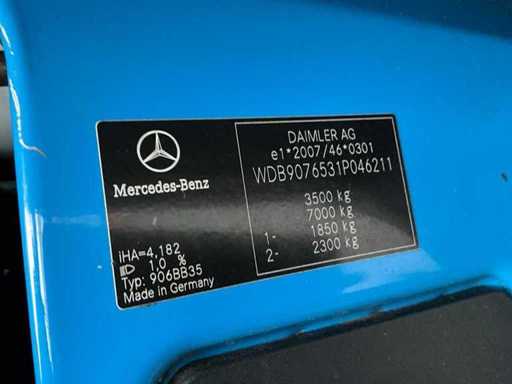 Mercedes-Benz
iHA=4,182
1,0 %
Typ: 906BB35
Made in Germany
DAIMLER AG
e1*2007/46*0301
WDB9076531P046211
3500 kg
7000 kg
1- 1850 kg
2- 2300 kg